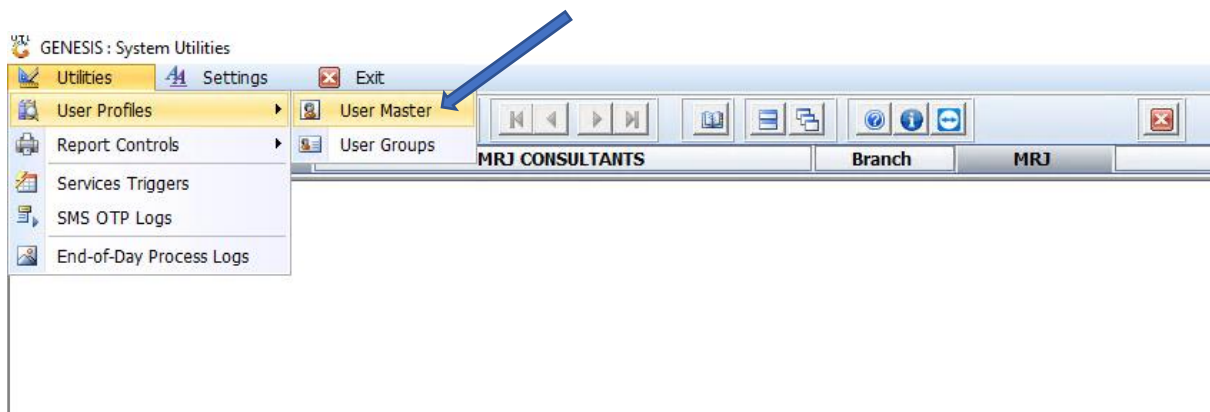 GENESIS : System Utilities
Utilities Settings Exit
User Profiles User Master
Report Controls User Groups
MRJ CONSULTANTS Branch MRJ
Services Triggers
SMS OTP Logs
End-of-Day Process Logs